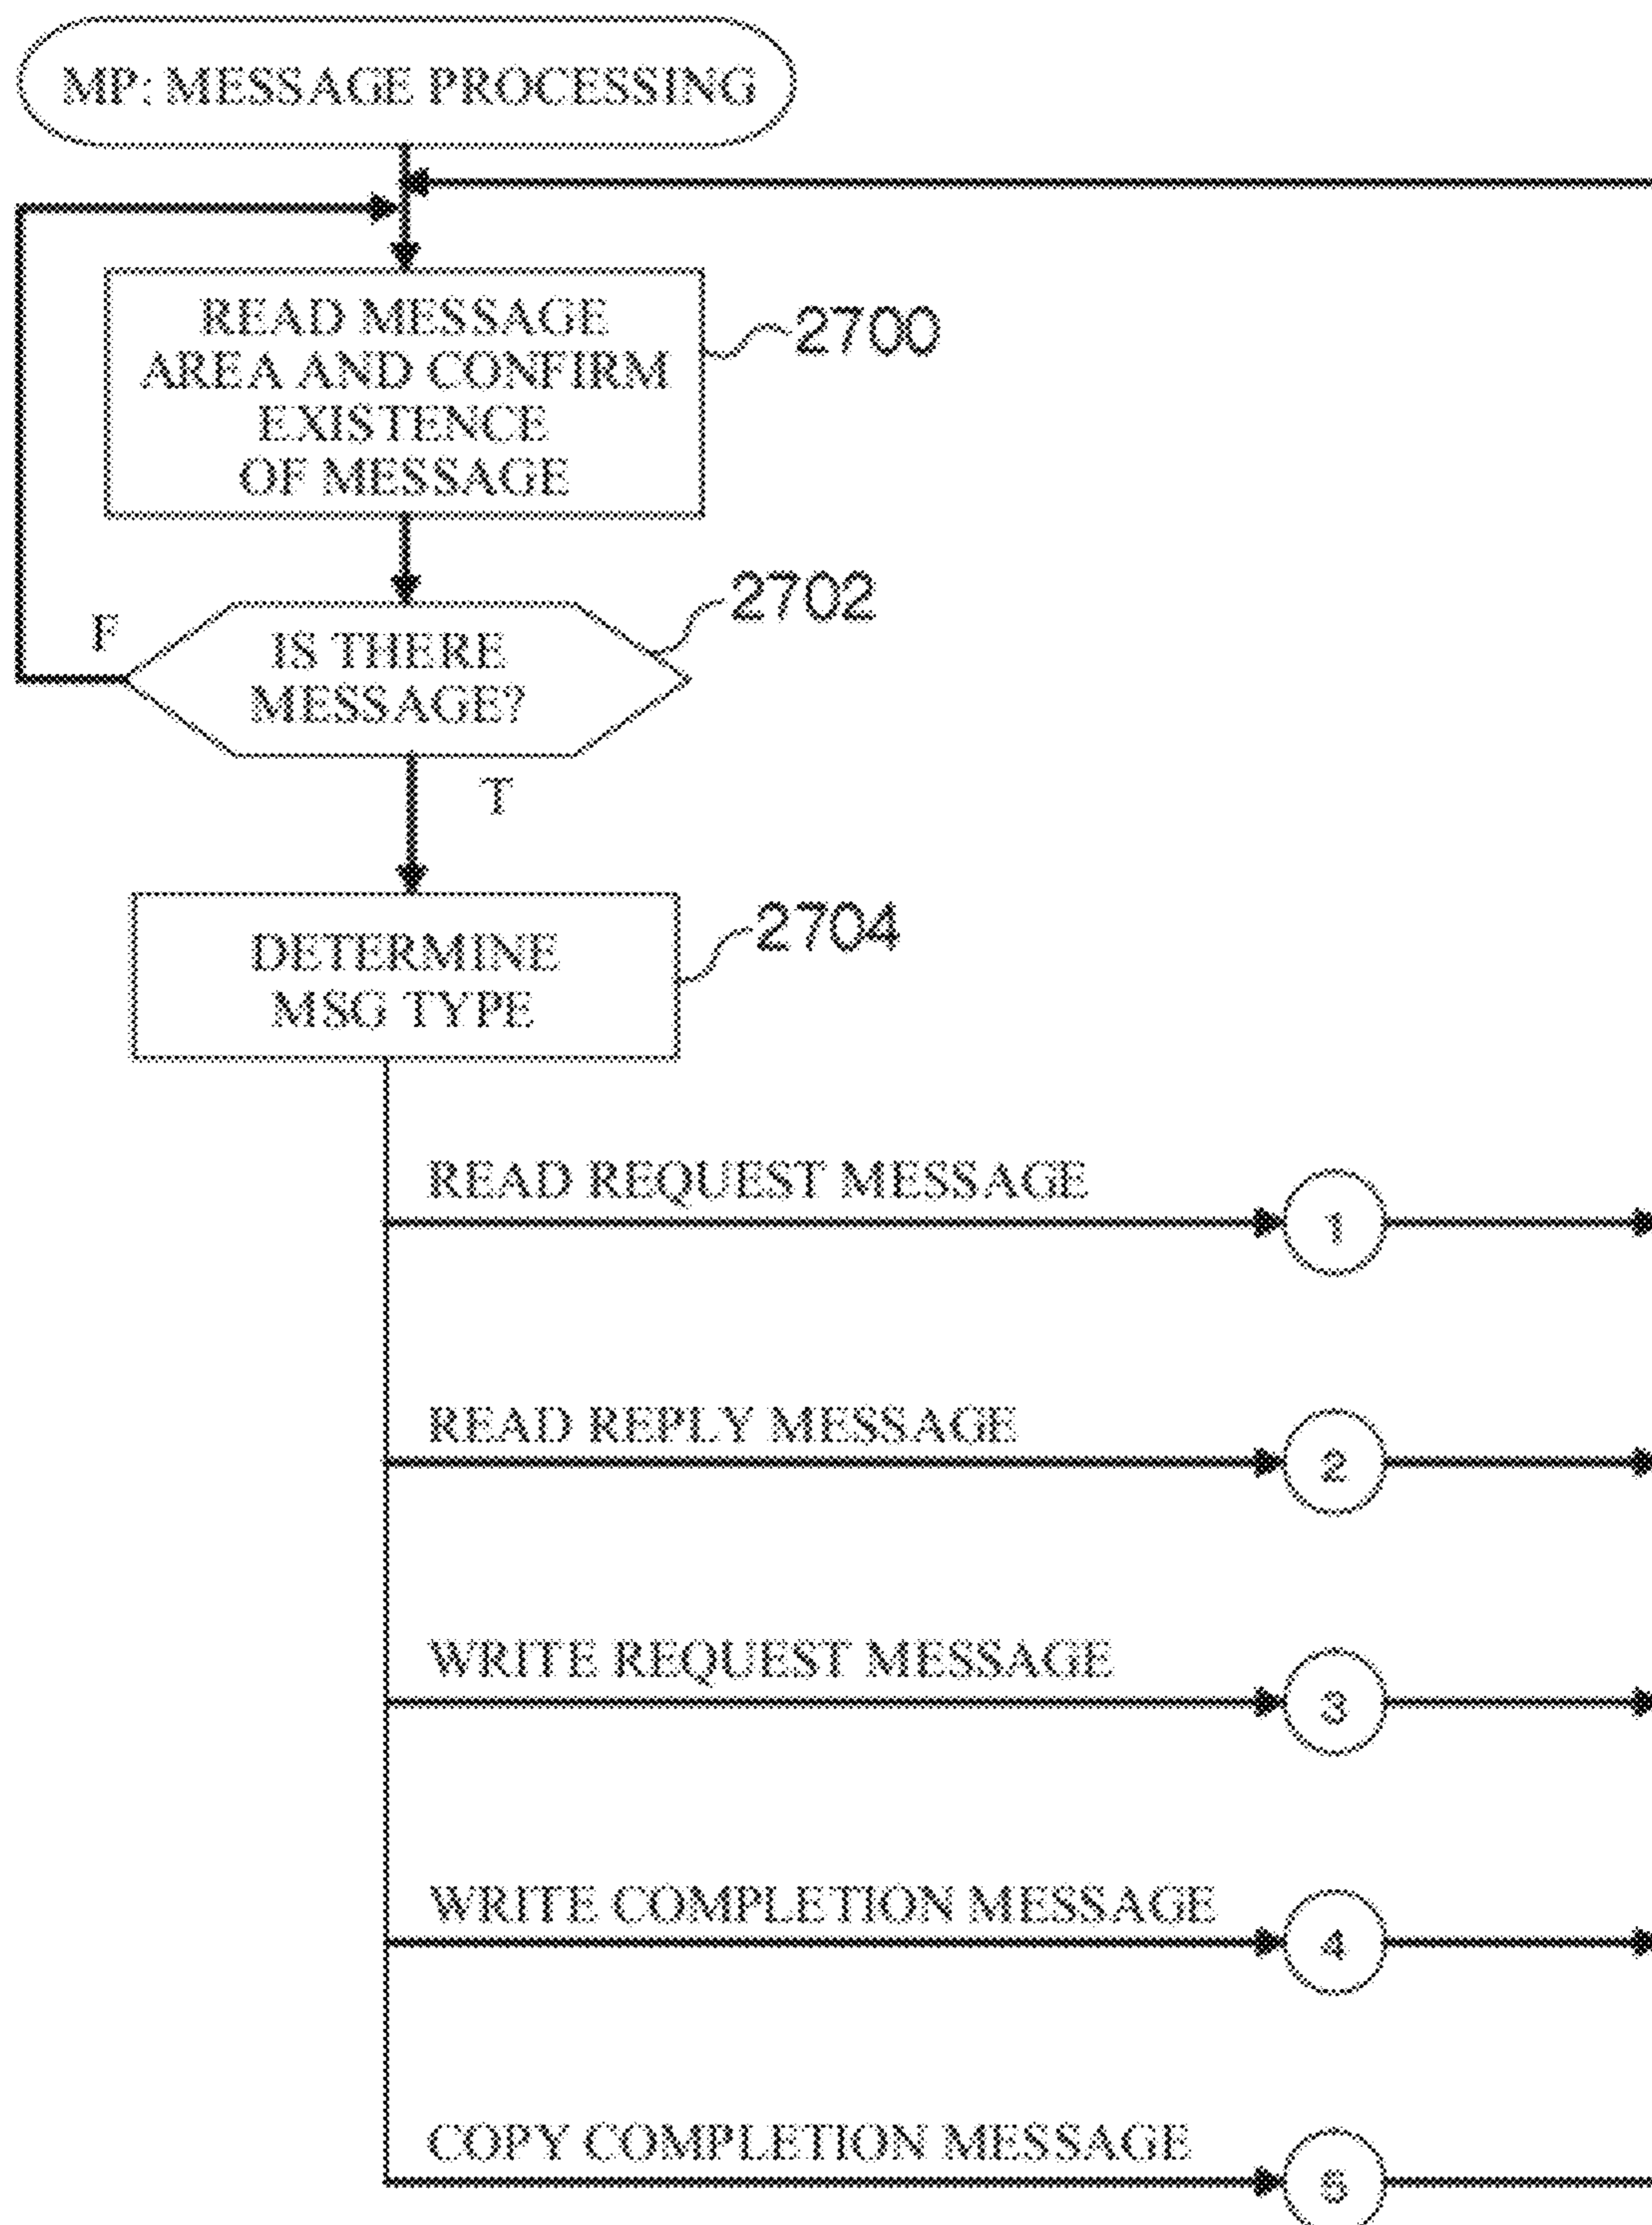 MP: MESSAGE PROCESSING
READ MESSAGE
AREA AND CONFIRM
EXISTENCE
OF MESSAGE
2700
IS THERE
MESSAGE?
2702
F
T
DETERMINE
MSG TYPE
2704
READ REQUEST MESSAGE
1
READ REPLY MESSAGE
2
WRITE REQUEST MESSAGE
3
WRITE COMPLETION MESSAGE
4
COPY COMPLETION MESSAGE
5